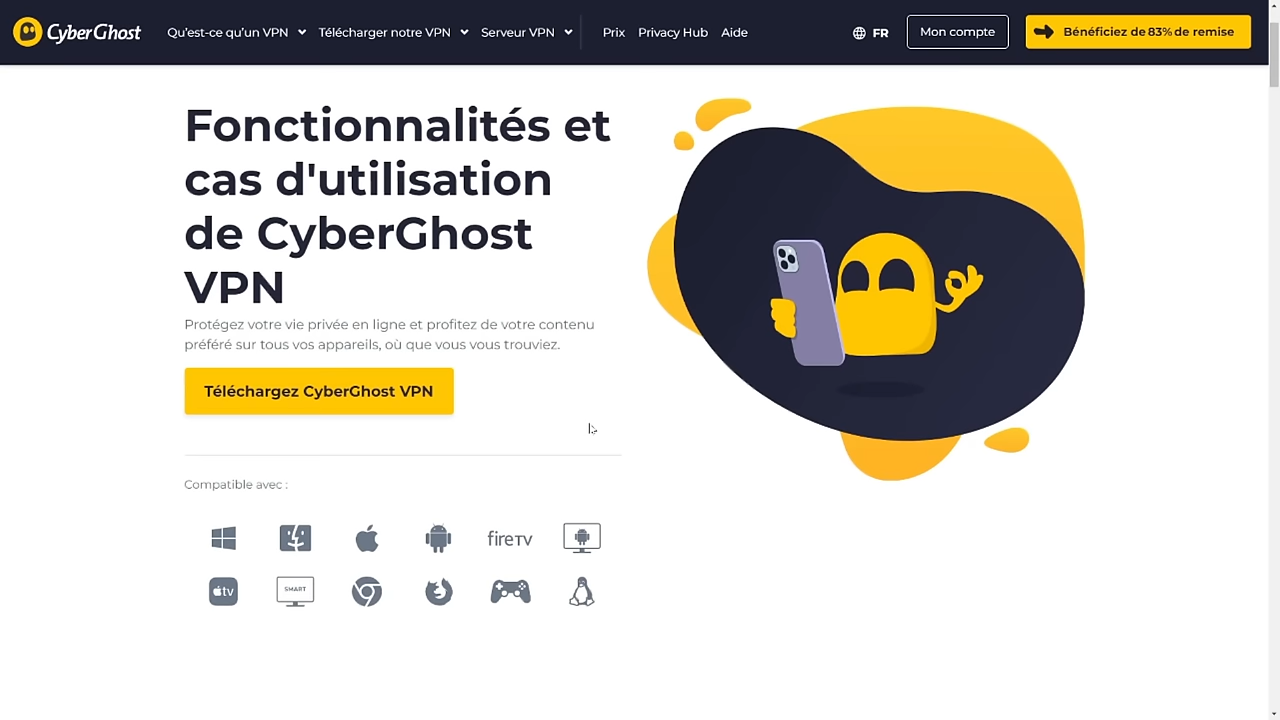 CyberGhost
Qu'est-ce qu'un VPN
Télécharger notre VPN
Serveur VPN
Prix
Privacy Hub
Aide
FR
Mon compte
Bénéficiez de 83% de remise
Fonctionnalités et
cas d'utilisation
de CyberGhost
VPN
Protégez votre vie privée en ligne et profitez de votre contenu
préféré sur tous vos appareils, où que vous vous trouviez.
Téléchargez CyberGhost VPN
Compatible avec :
fireTV
tv
SMART